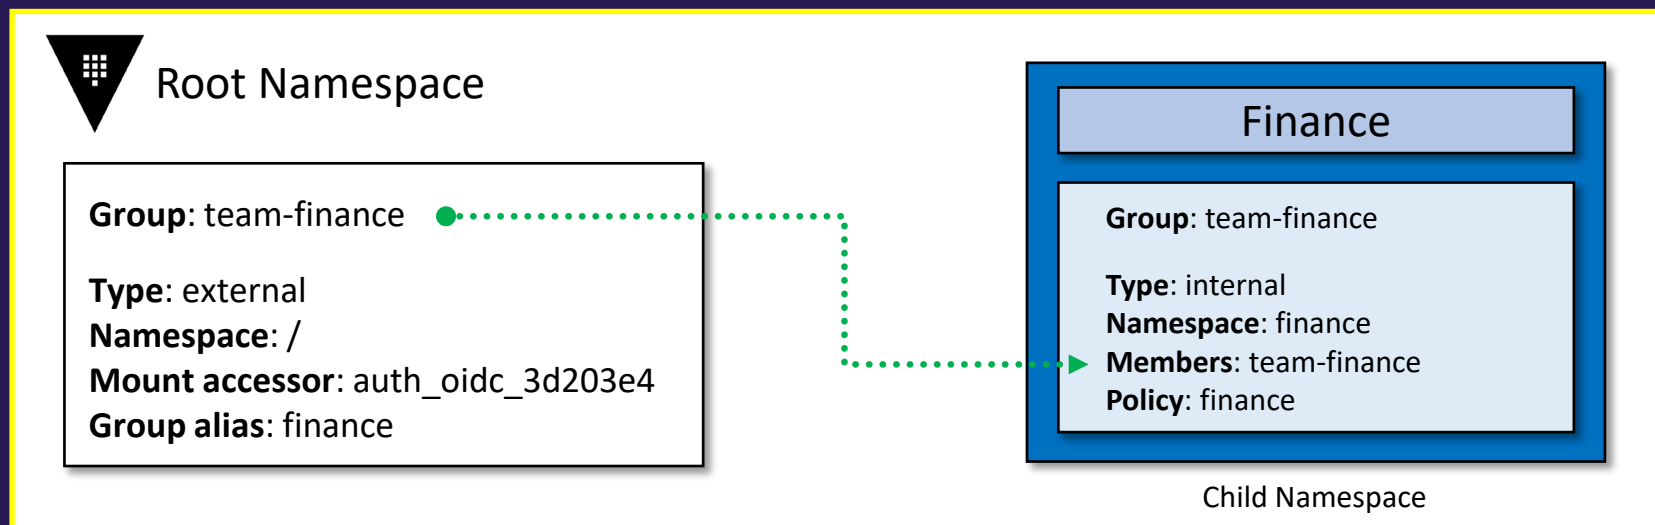 Root Namespace
Group: team-finance
Type: external
Namespace: /
Mount accessor: auth_oidc_3d203e4
Group alias: finance
Finance
Group: team-finance
Type: internal
Namespace: finance
Members: team-finance
Policy: finance
Child Namespace